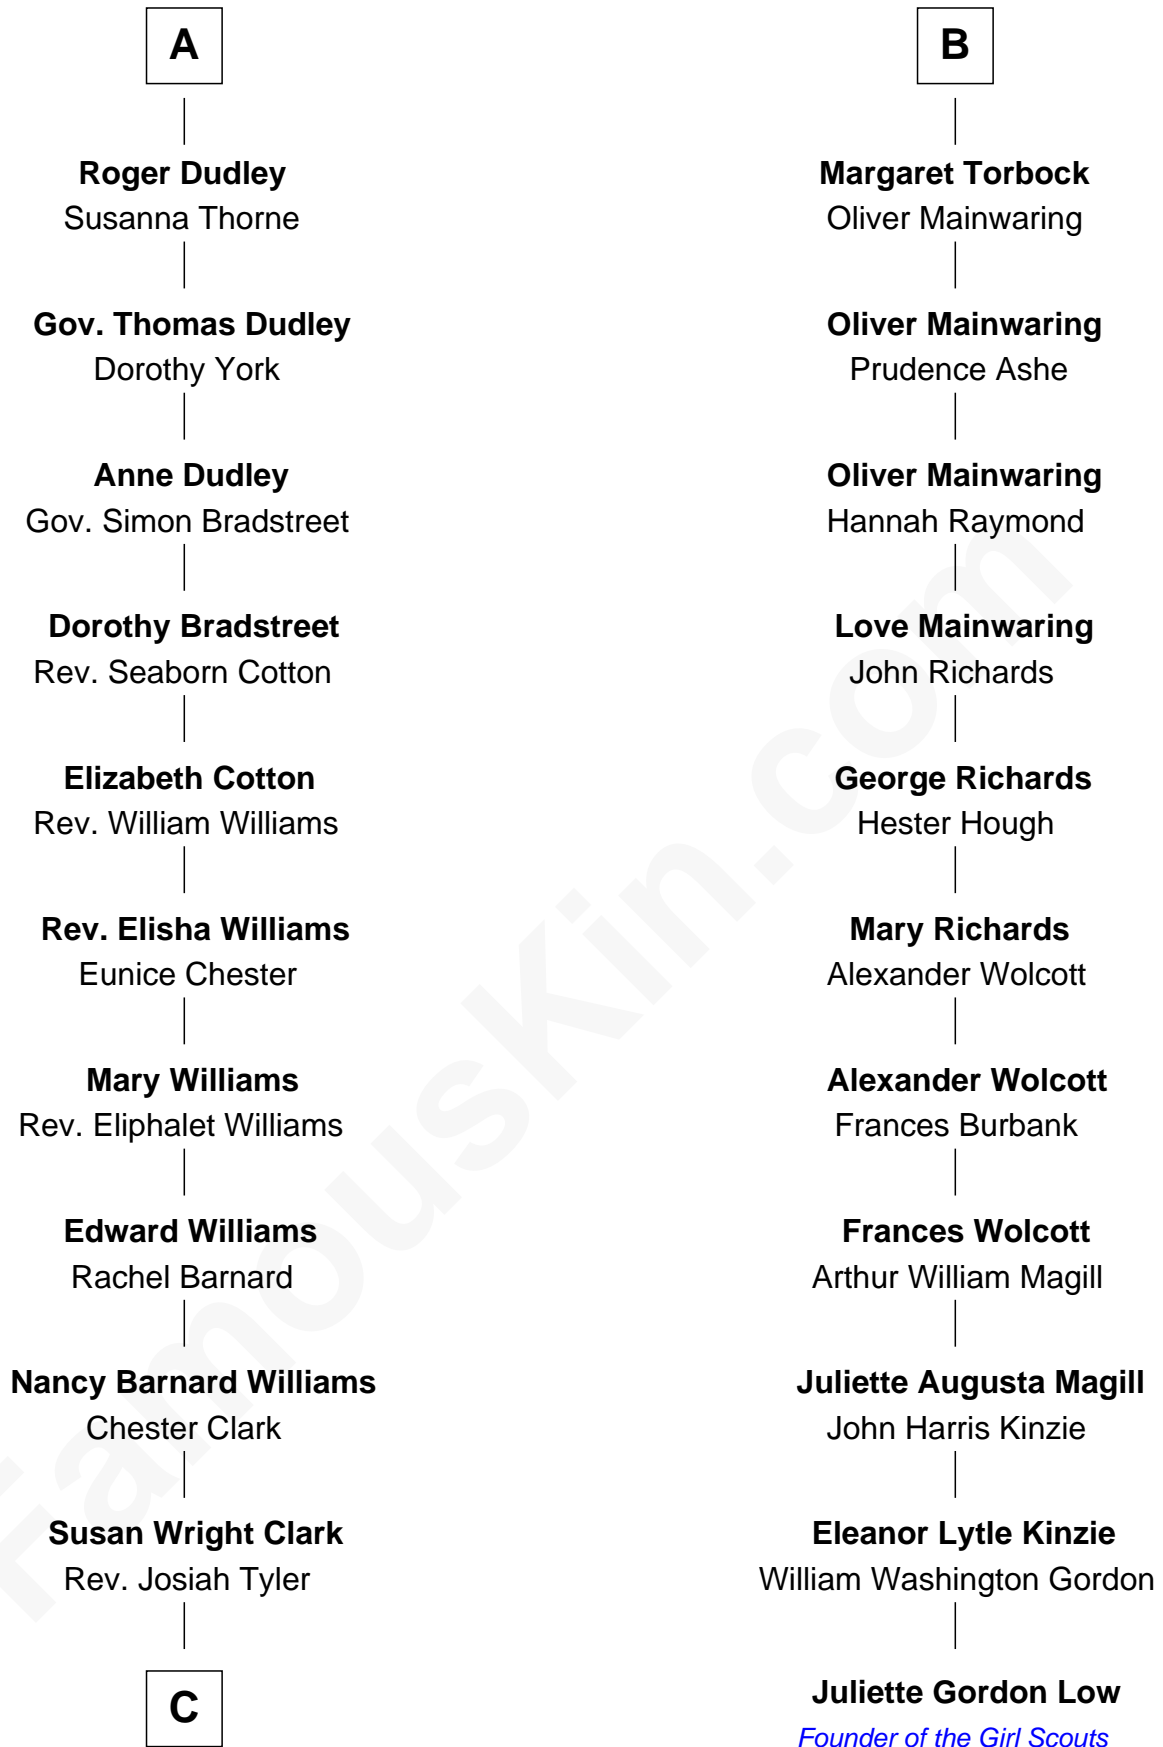 A
Roger Dudley
Susanna Thorne
Gov. Thomas Dudley
Dorothy York
Anne Dudley
Gov. Simon Bradstreet
Dorothy Bradstreet
Rev. Seaborn Cotton
Elizabeth Cotton
Rev. William Williams
Rev. Elisha Williams
Eunice Chester
Mary Williams
Rev. Eliphalet Williams
Edward Williams
Rachel Barnard
Nancy Barnard Williams
Chester Clark
Susan Wright Clark
Rev. Josiah Tyler
C
B
Margaret Torbock
Oliver Mainwaring
Oliver Mainwaring
Prudence Ashe
Oliver Mainwaring
Hannah Raymond
Love Mainwaring
John Richards
George Richards
Hester Hough
Mary Richards
Alexander Wolcott
Alexander Wolcott
Frances Burbank
Frances Wolcott
Arthur William Magill
Juliette Augusta Magill
John Harris Kinzie
Eleanor Lytle Kinzie
William Washington Gordon
Juliette Gordon Low
Founder of the Girl Scouts
FamousKin.com